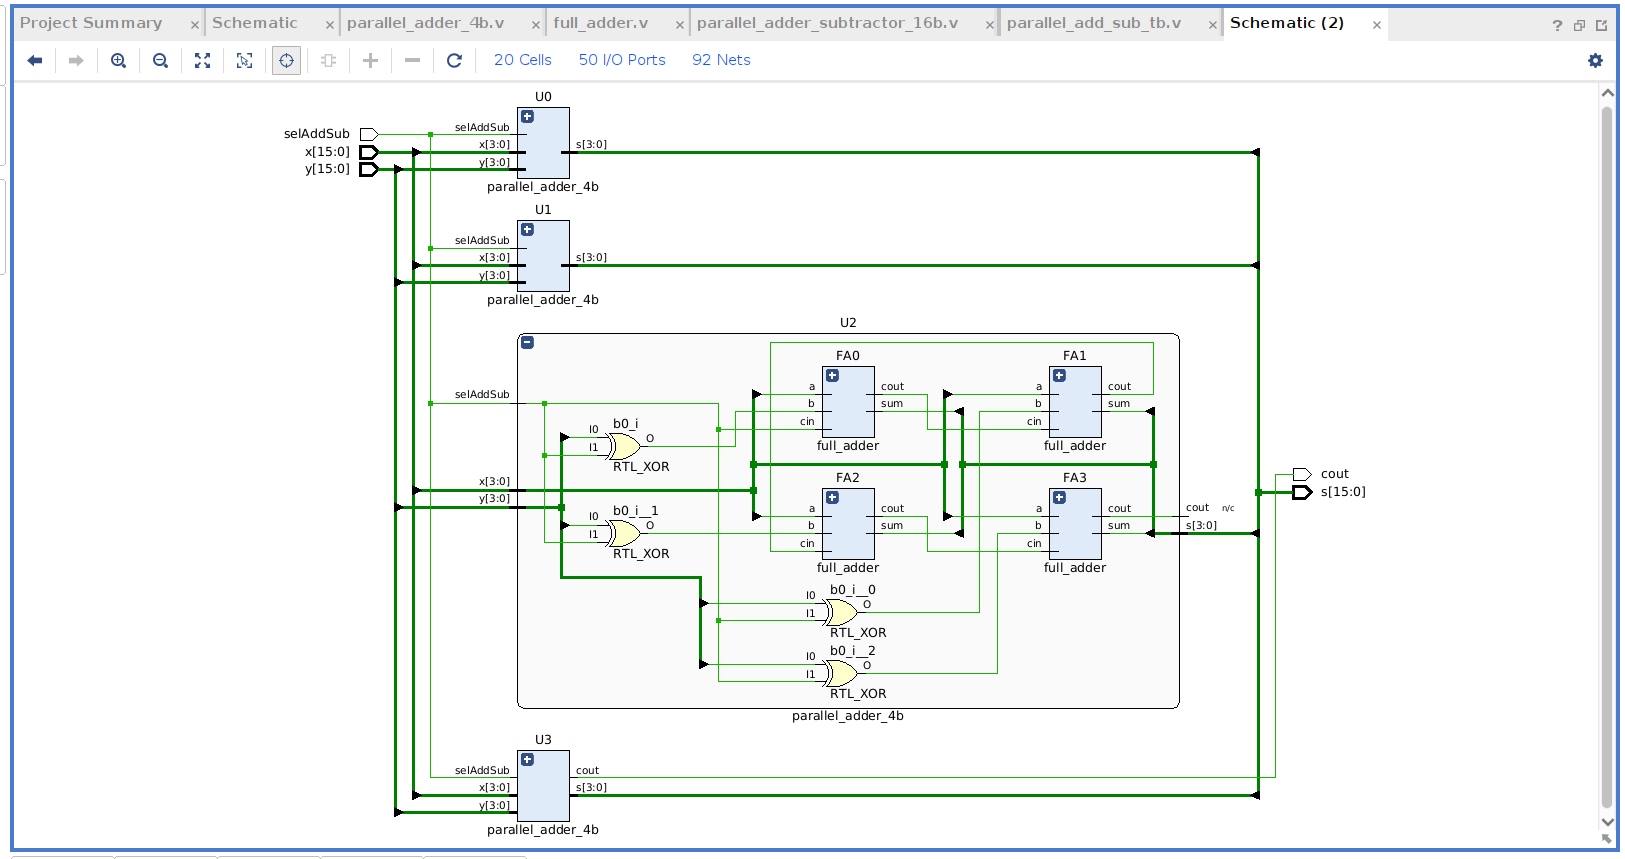 Project Summary × Schematic × parallel_adder_4b.v × full_adder.v × parallel_adder_subtractor_16b.v × parallel_add_sub_tb.v × Schematic (2) × ?
20 Cells 50 I/O Ports 92 Nets
U0
selAddSub
x[15:0]
y[15:0]
selAddSub
x[3:0]
y[3:0]
s[3:0]
parallel_adder_4b
U1
selAddSub
x[3:0]
y[3:0]
s[3:0]
parallel_adder_4b
U2
selAddSub
x[3:0]
y[3:0]
b0_i
I0
I1
O
RTL_XOR
b0_i__1
I0
I1
O
RTL_XOR
FA0
a
b
cin
cout
sum
full_adder
FA1
a
b
cin
cout
sum
full_adder
FA2
a
b
cin
cout
sum
full_adder
FA3
a
b
cin
cout
sum
full_adder
b0_i__0
I0
I1
O
RTL_XOR
b0_i__2
I0
I1
O
RTL_XOR
cout n/c
s[3:0]
parallel_adder_4b
cout
s[15:0]
U3
selAddSub
x[3:0]
y[3:0]
cout
s[3:0]
parallel_adder_4b